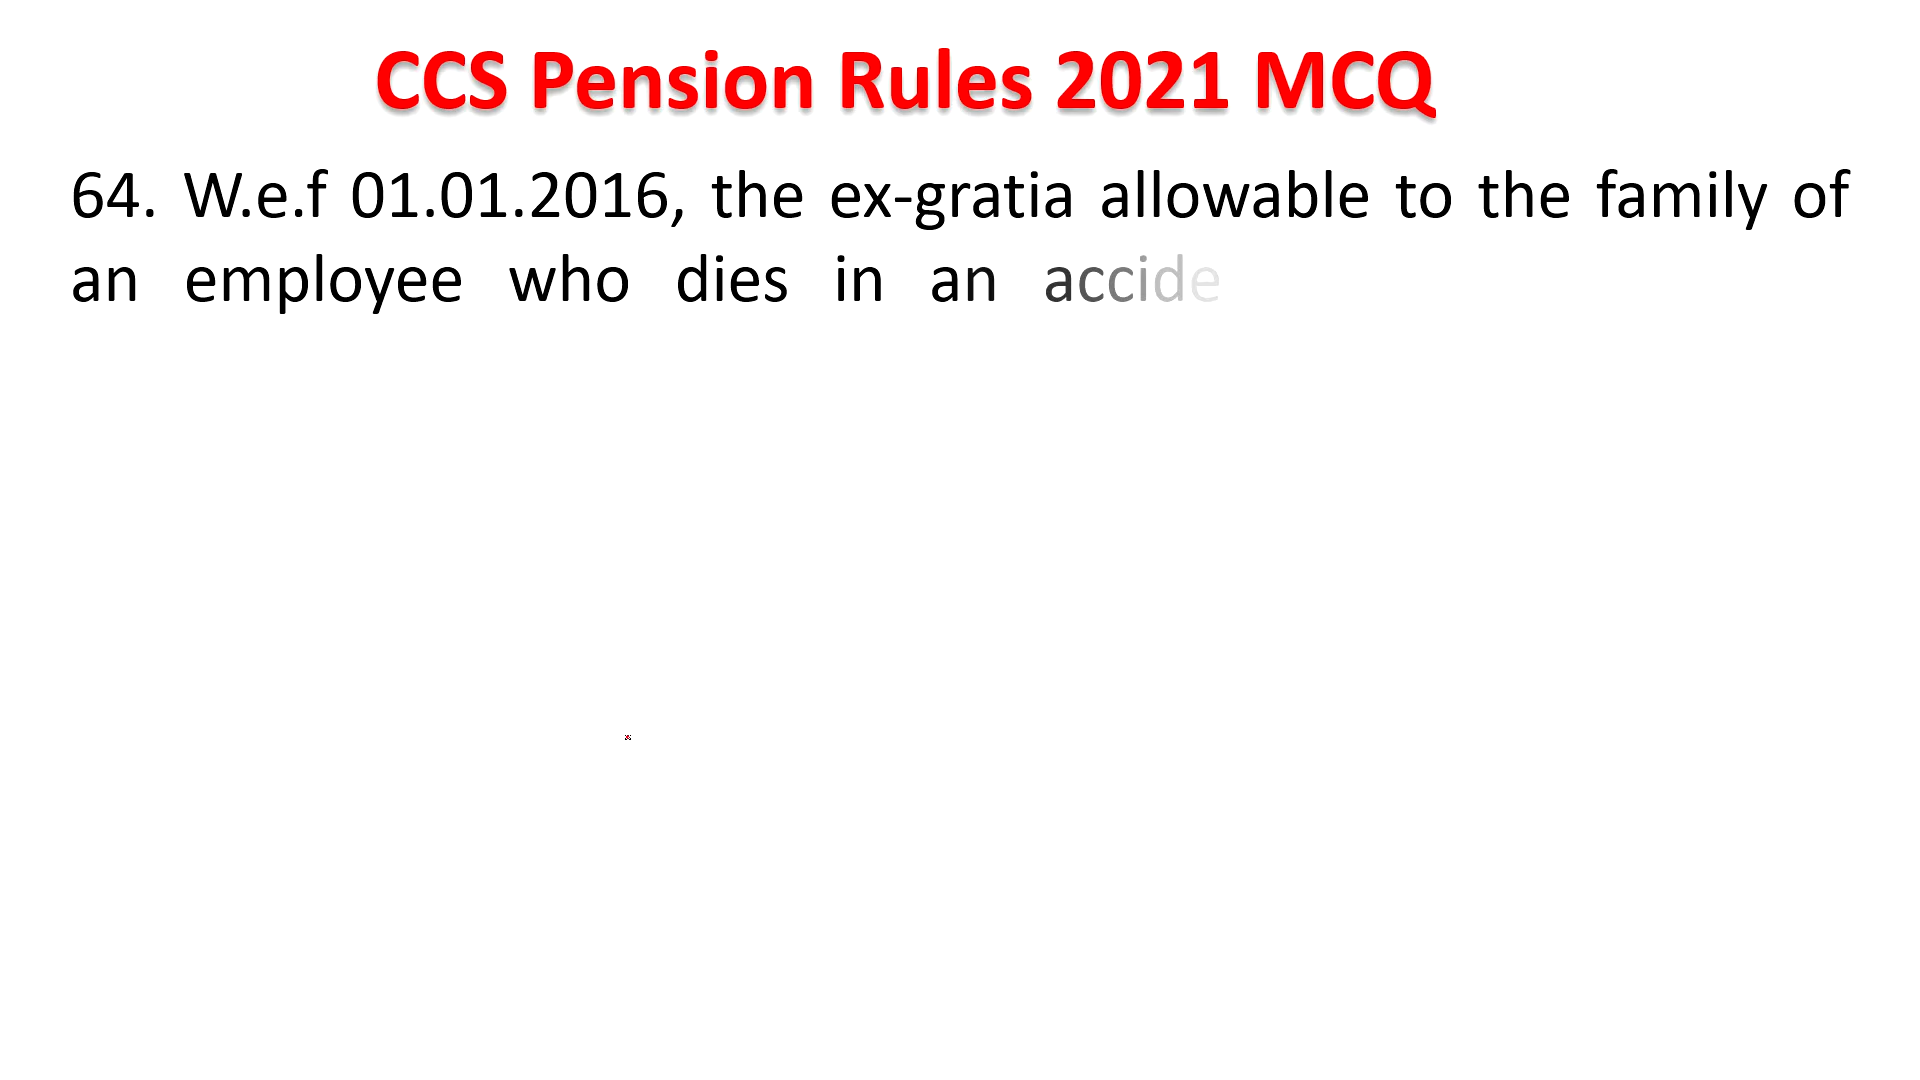 CCS Pension Rules 2021 MCQ
64. W.e.f 01.01.2016, the ex-gratia allowable to the family of
an employee who dies in an accide